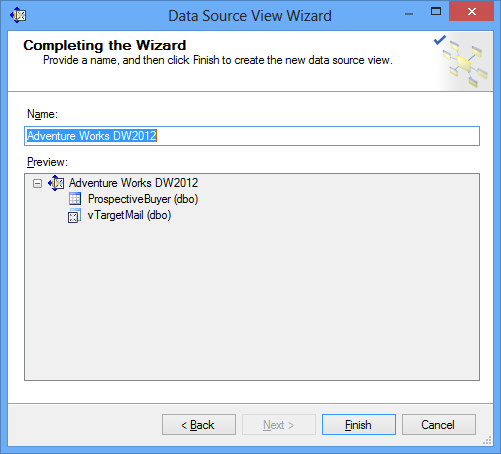 Data Source View Wizard
Completing the Wizard
Provide a name, and then click Finish to create the new data source view.
Name:
Adventure Works DW2012
Preview:
Adventure Works DW2012
ProspectiveBuyer (dbo)
vTargetMail (dbo)
< Back Next > Finish Cancel